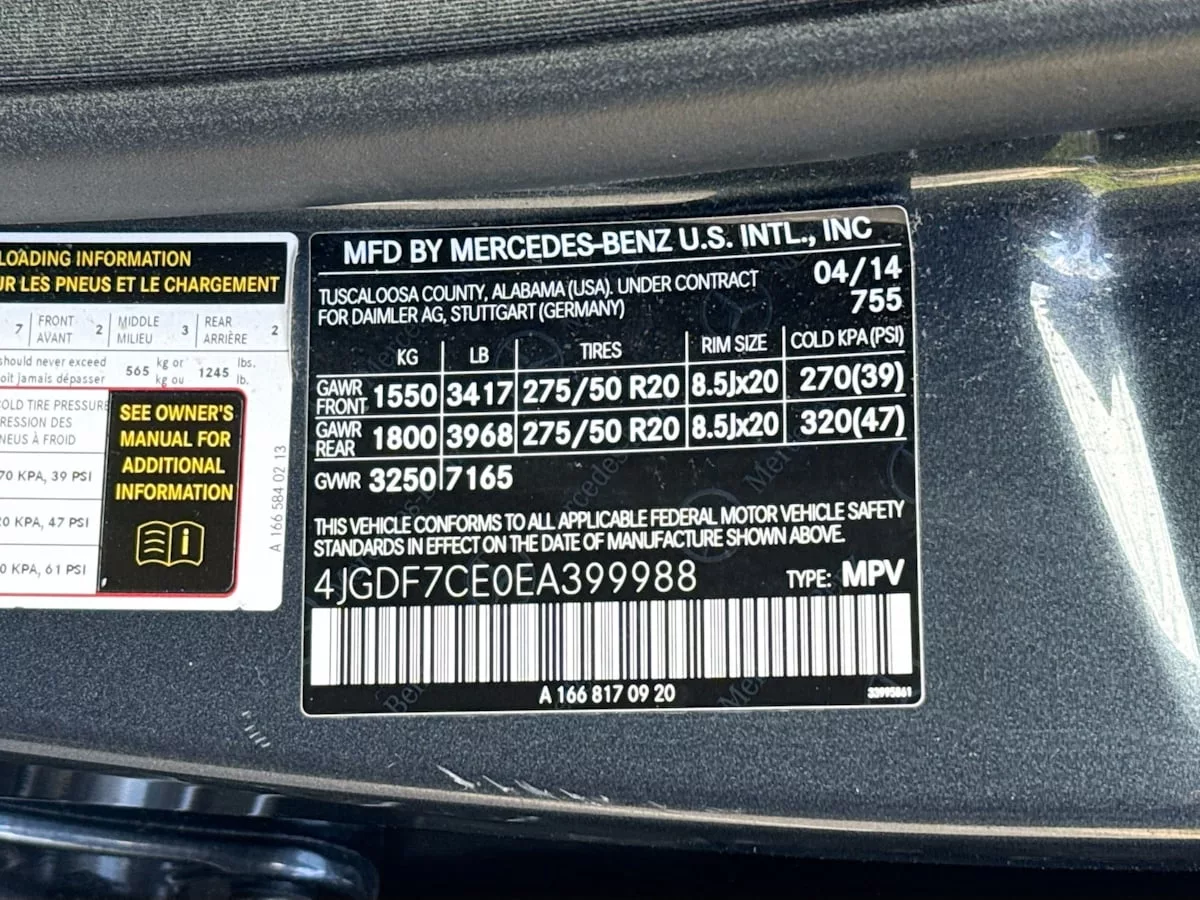 LOADING INFORMATION
UR LES PNEUS ET LE CHARGEMENT
7 FRONT AVANT 2 MIDDLE MILIEU 3 REAR ARRIÈRE 2
should never exceed 565 kg or 1245 lbs.
oit jamais dépasser kg ou lb.
OLD TIRE PRESSURE
RESSION DES
NEUS À FROID
70 KPA, 39 PSI
20 KPA, 47 PSI
0 KPA, 61 PSI
SEE OWNER'S
MANUAL FOR
ADDITIONAL
INFORMATION
A 166 584 02 13
MFD BY MERCEDES-BENZ U.S. INTL., INC
TUSCALOOSA COUNTY, ALABAMA (USA). UNDER CONTRACT 04/14
FOR DAIMLER AG, STUTTGART (GERMANY) 755
KG LB TIRES RIM SIZE COLD KPA(PSI)
GAWR FRONT 1550 3417 275/50 R20 8.5Jx20 270(39)
GAWR REAR 1800 3968 275/50 R20 8.5Jx20 320(47)
GVWR 3250 7165
THIS VEHICLE CONFORMS TO ALL APPLICABLE FEDERAL MOTOR VEHICLE SAFETY
STANDARDS IN EFFECT ON THE DATE OF MANUFACTURE SHOWN ABOVE.
4JGDF7CE0EA399988 TYPE: MPV
A 166 817 09 20 33995861